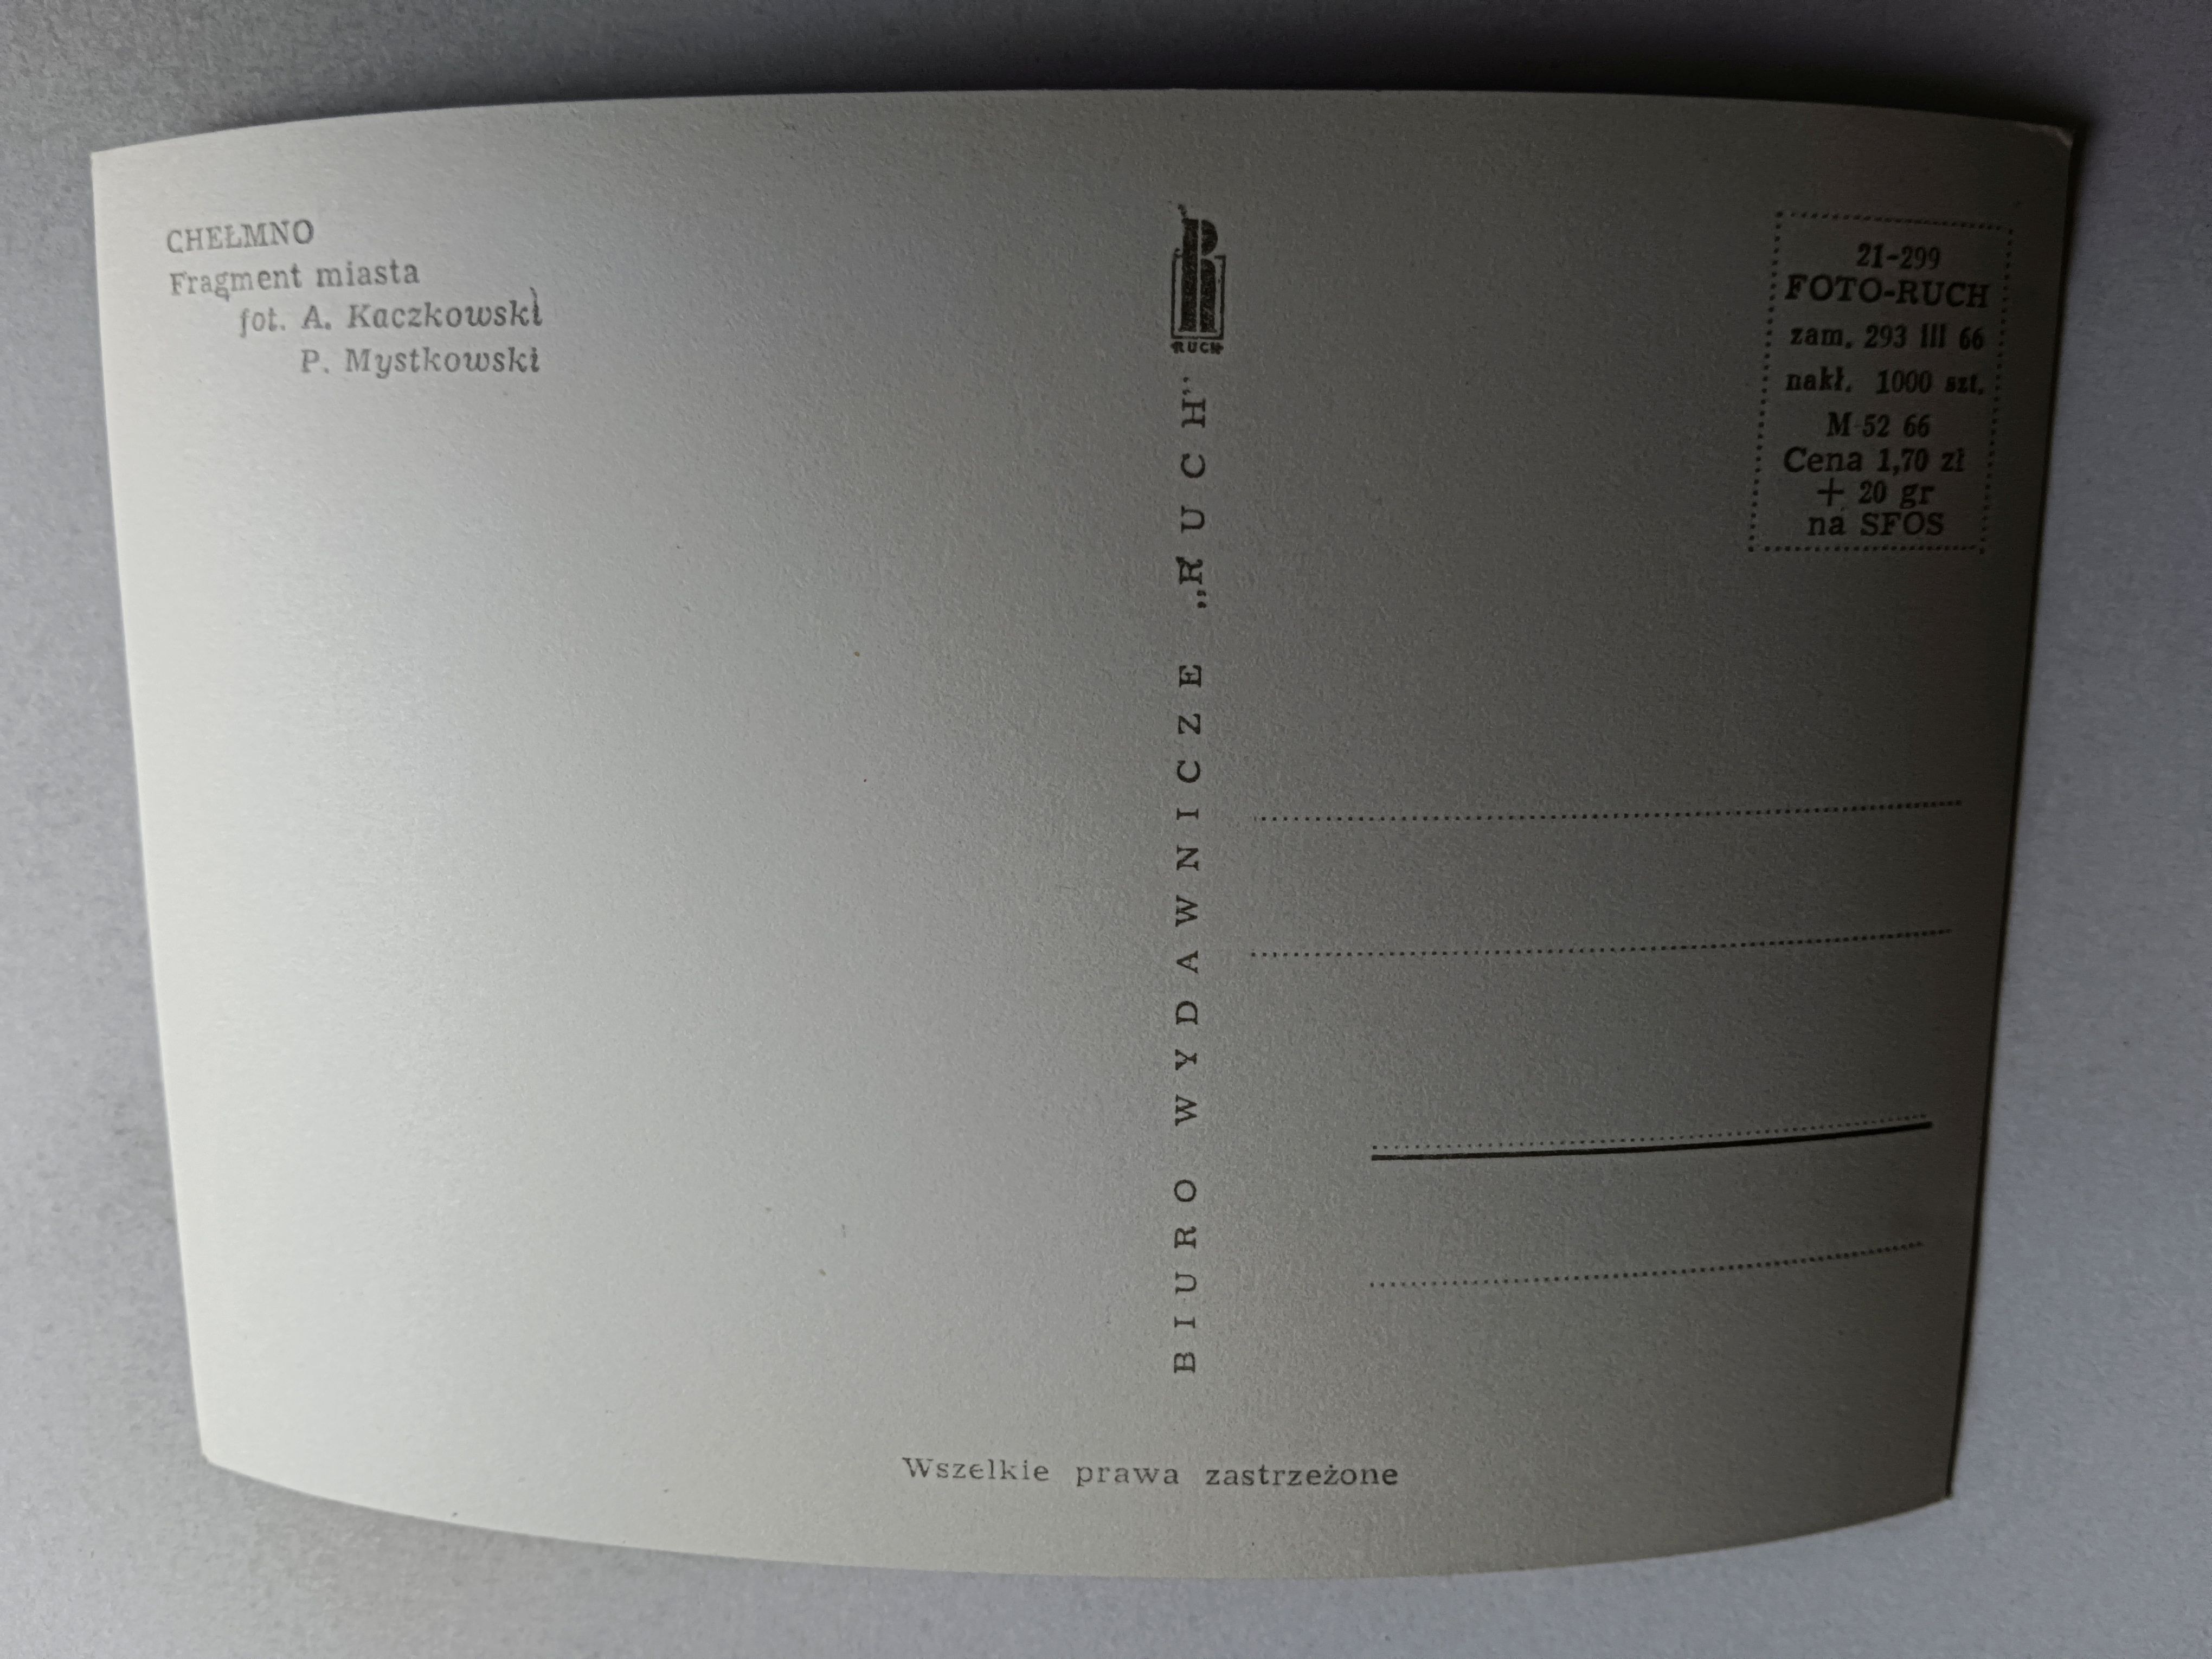 CHEŁMNO
Fragment miasta
fot. A. Kaczkowski
P. Mystkowski
RUCH
BIURO WYDAWNICZE „RUCH”
21-299
FOTO-RUCH
zam. 293 III 66
nakł. 1000 szt.
M-52 66
Cena 1,70 zł
+ 20 gr
na SFOS
Wszelkie prawa zastrzeżone